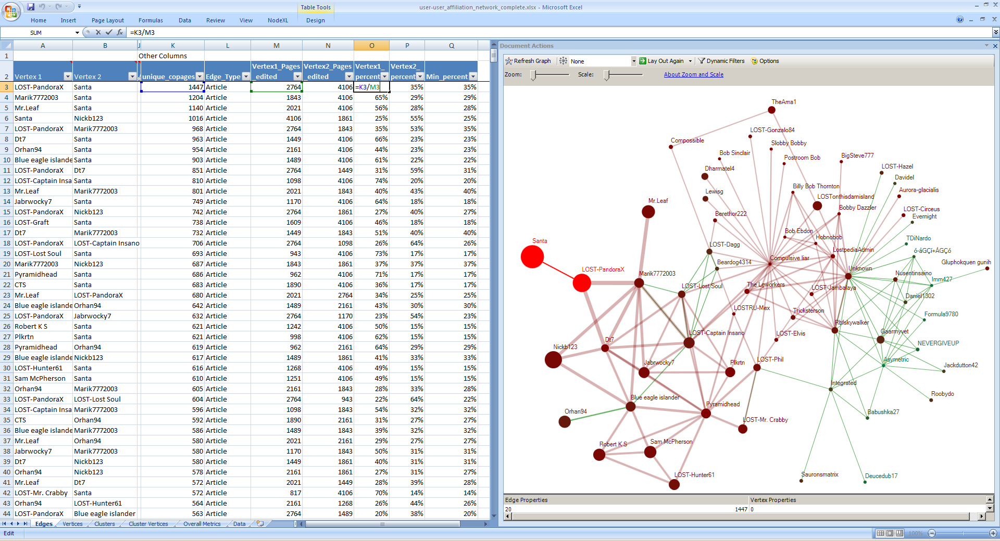 Table Tools
user-user_affiliation_network_complete.xlsx - Microsoft Excel
Home Insert Page Layout Formulas Data Review View NodeXL Design
SUM =K3/M3
A B J K L M N O P Q
1 Other Columns
2 Vertex 1 Vertex 2 unique_copages Edge_Type Vertex1_Pages_edited Vertex2_Pages_edited Vertex1_percent Vertex2_percent Min_percent
3 LOST-PandoraX Santa 1447 Article 2764 4106 =K3/M3 35% 35%
4 Marik7772003 Santa 1204 Article 1843 4106 65% 29% 29%
5 Mr.Leaf Santa 1140 Article 2021 4106 56% 28% 28%
6 Santa Nickb123 1016 Article 4106 1861 25% 55% 25%
7 LOST-PandoraX Marik7772003 968 Article 2764 1843 35% 53% 35%
8 Dt7 Santa 963 Article 1449 4106 66% 23% 23%
9 Orhan94 Santa 954 Article 2161 4106 44% 23% 23%
10 Blue eagle islande Santa 903 Article 1489 4106 61% 22% 22%
11 LOST-PandoraX Dt7 851 Article 2764 1449 31% 59% 31%
12 LOST-Captain Insa Santa 810 Article 1098 4106 74% 20% 20%
13 Mr.Leaf Marik7772003 801 Article 2021 1843 40% 43% 40%
14 Jabrwocky7 Santa 749 Article 1170 4106 64% 18% 18%
15 LOST-PandoraX Nickb123 742 Article 2764 1861 27% 40% 27%
16 LOST-Graft Santa 738 Article 1609 4106 46% 18% 18%
17 Dt7 Marik7772003 732 Article 1449 1843 51% 40% 40%
18 LOST-PandoraX LOST-Captain Insano 706 Article 2764 1098 26% 64% 26%
19 LOST-Lost Soul Santa 693 Article 943 4106 73% 17% 17%
20 Marik7772003 Nickb123 687 Article 1843 1861 37% 37% 37%
21 Pyramidhead Santa 686 Article 962 4106 71% 17% 17%
22 CTS Santa 683 Article 1890 4106 36% 17% 17%
23 Mr.Leaf LOST-PandoraX 680 Article 2021 2764 34% 25% 25%
24 Blue eagle islande Orhan94 642 Article 1489 2161 43% 30% 30%
25 LOST-PandoraX Jabrwocky7 632 Article 2764 1170 23% 54% 23%
26 Robert K S Santa 621 Article 1242 4106 50% 15% 15%
27 Plkrtn Santa 621 Article 998 4106 62% 15% 15%
28 Pyramidhead Orhan94 619 Article 962 2161 64% 29% 29%
29 Blue eagle islande Nickb123 617 Article 1489 1861 41% 33% 33%
30 LOST-Hunter61 Santa 616 Article 1268 4106 49% 15% 15%
31 Sam McPherson Santa 610 Article 1251 4106 49% 15% 15%
32 Orhan94 Marik7772003 605 Article 2161 1843 28% 33% 28%
33 LOST-PandoraX LOST-Lost Soul 604 Article 2764 943 22% 64% 22%
34 LOST-Captain Insa Marik7772003 596 Article 1098 1843 54% 32% 32%
35 CTS Orhan94 592 Article 1890 2161 31% 27% 27%
36 Blue eagle islande Marik7772003 586 Article 1489 1843 39% 32% 32%
37 Mr.Leaf Orhan94 580 Article 2021 2161 29% 27% 27%
38 Jabrwocky7 Marik7772003 580 Article 1170 1843 50% 31% 31%
39 Dt7 Nickb123 580 Article 1449 1861 40% 31% 31%
40 Orhan94 Nickb123 578 Article 2161 1861 27% 31% 27%
41 Mr.Leaf Dt7 572 Article 2021 1449 28% 39% 28%
42 LOST-Mr. Crabby Santa 572 Article 817 4106 70% 14% 14%
43 Orhan94 LOST-Hunter61 564 Article 2161 1268 26% 44% 26%
44 LOST-PandoraX Blue eagle islander 563 Article 2764 1489 20% 38% 20%
Edges Vertices Clusters Cluster Vertices Overall Metrics Data
Edit 100%
Document Actions
Refresh Graph None Lay Out Again Dynamic Filters Options
Zoom: Scale: About Zoom and Scale
TheAma1
LOST-Gonzalo84
Compossible
Slobby Bobby
Bob Sinclair
Postroom Bob
BigSteve777
Dharmatel4
LOST-Hazel
Davidel
Billy Bob Thornton
Lewisg
Aurora-glacialis
LOSTonthisdarnisland
Mr.Leaf
Bobby Dazzler
LOST-Circeus
Berethor222
Evernight
Bob Ebdon
Hobnobob
TDiNardo
Santa
LOST-Dagg
LostpediaAdmin
ó-âGÇí+ÂGÇó
Compulsive liar
Beardog4314
Gluphokquen gunih
LOST-PandoraX
Unknown
Marik7772003
Nusentinsaino
Imm427
LOST-Lost Soul
The Lgworkers
LOST-Jambalaya
Daniel1302
LOSTRU-Mex
Tricksterson
Formula9780
Rbfskywalker
LOST-Captain Insano
LOST-Elvis
Gaarmyvet
Dt7
NEVERGIVEUP
Nickb123
LOST-Phil
Asymetric
Jabrwocky7
Plkrtn
Jackdutton42
Integrated
Roobydo
Blue eagle islander
Pyramidhead
Orhan94
Babushka27
LOST-Mr. Crabby
Robert K S
Sam McPherson
LOST-Hunter61
Sauronsmatrix
Deucedub17
Edge Properties Vertex Properties
20 1447 0